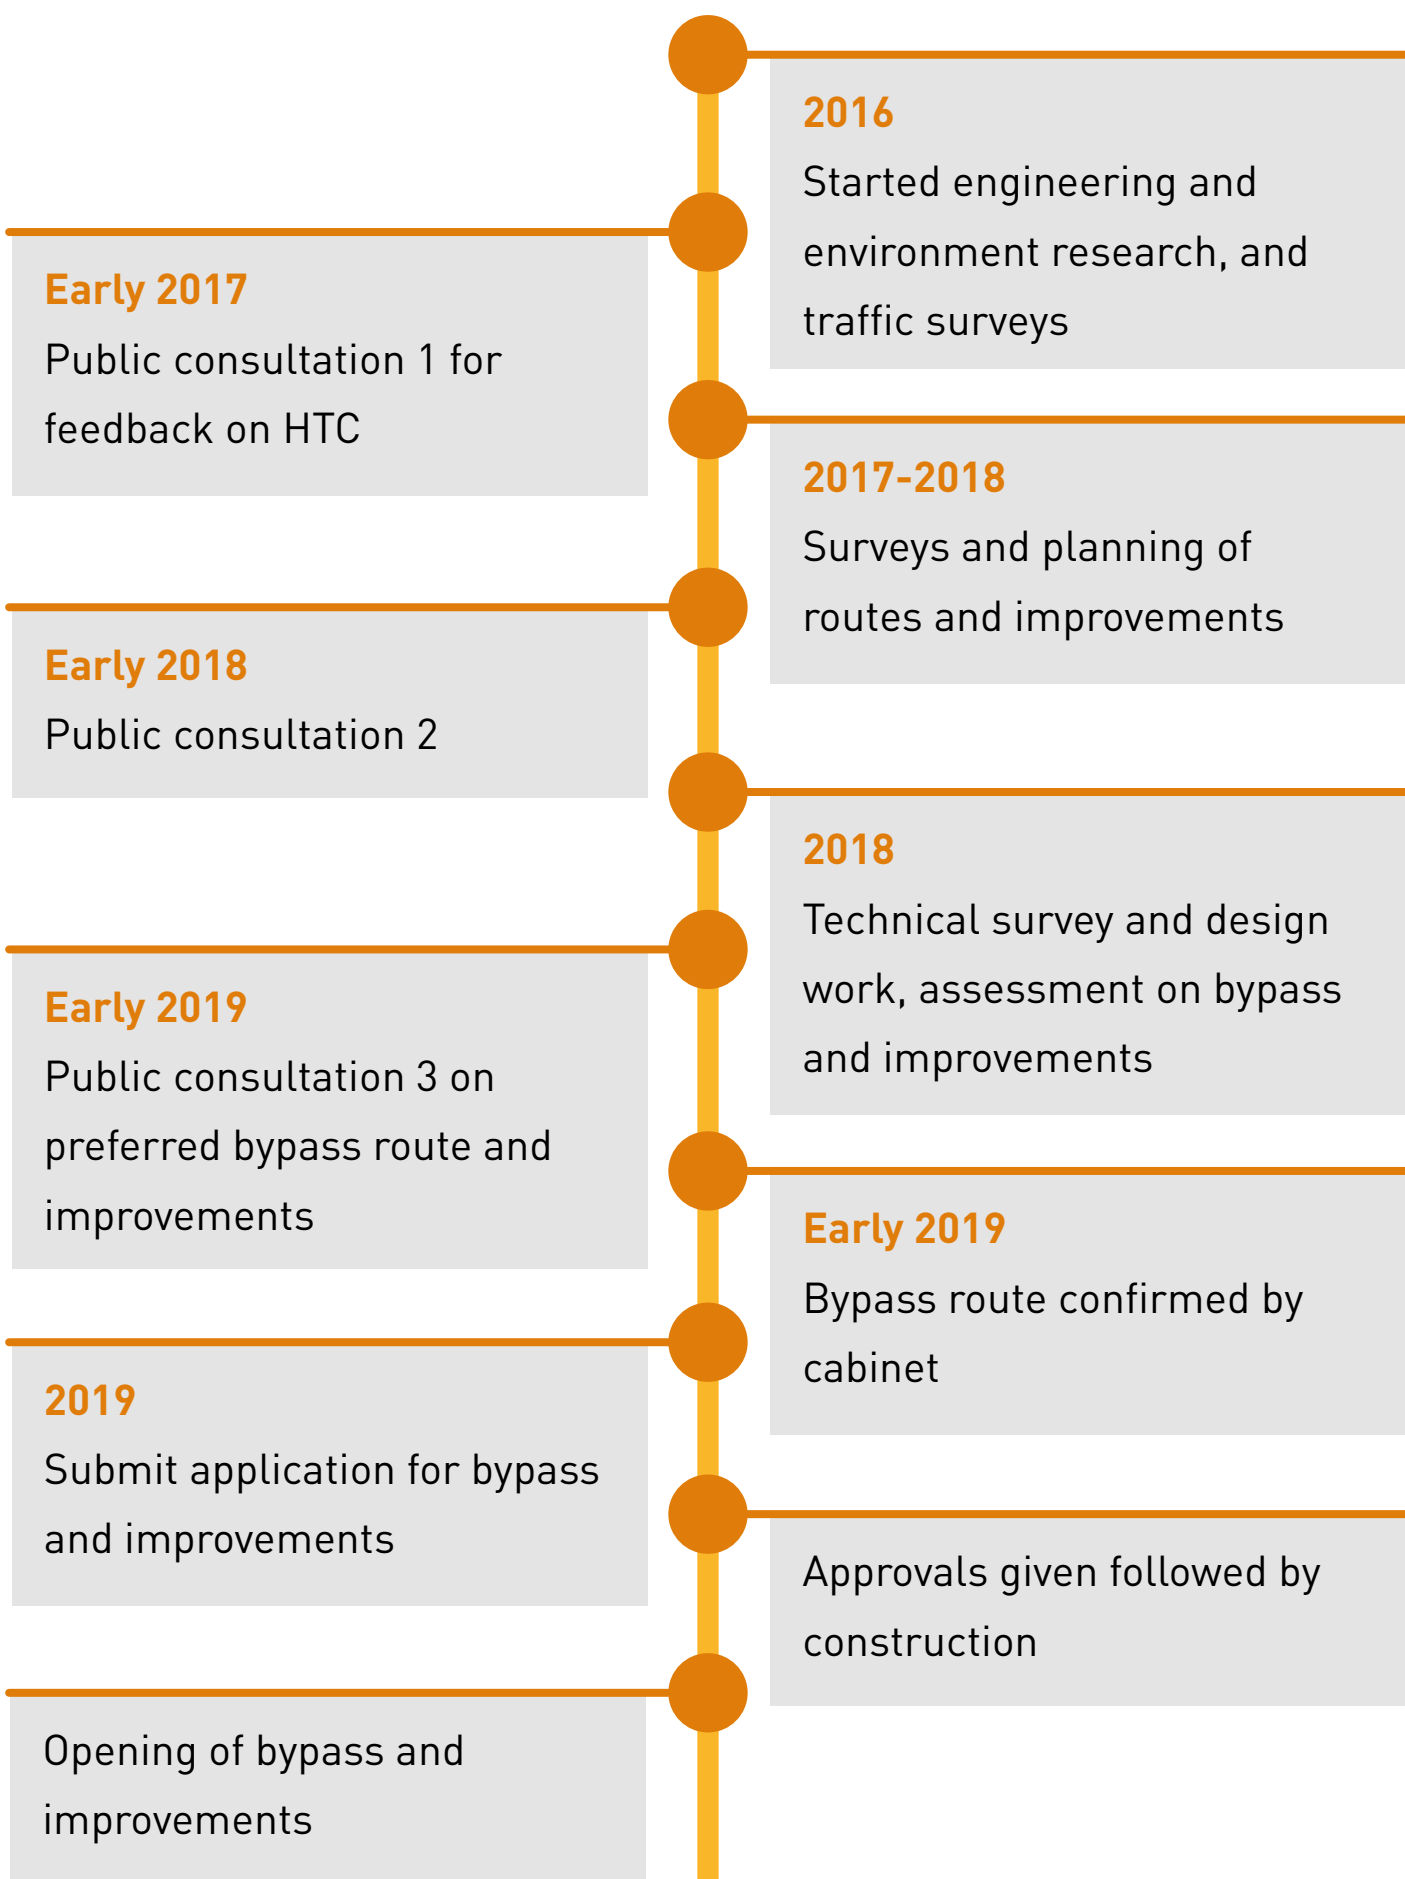 2016
Started engineering and
environment research, and
traffic surveys
Early 2017
Public consultation 1 for
feedback on HTC
2017-2018
Surveys and planning of
routes and improvements
Early 2018
Public consultation 2
2018
Technical survey and design
work, assessment on bypass
and improvements
Early 2019
Public consultation 3 on
preferred bypass route and
improvements
Early 2019
Bypass route confirmed by
cabinet
2019
Submit application for bypass
and improvements
Approvals given followed by
construction
Opening of bypass and
improvements